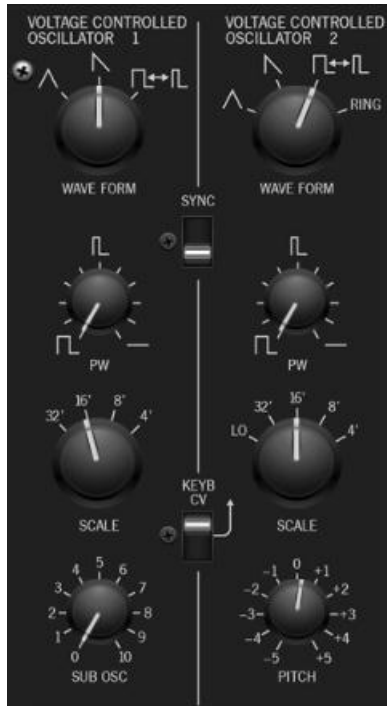 VOLTAGE CONTROLLED
OSCILLATOR 1
VOLTAGE CONTROLLED
OSCILLATOR 2
RING
WAVE FORM
WAVE FORM
SYNC
PW
PW
32' 16' 8' 4'
LO 32' 16' 8' 4'
KEYB
CV
SCALE
SCALE
0 1 2 3 4 5 6 7 8 9 10
-5 -4 -3 -2 -1 0 +1 +2 +3 +4 +5
SUB OSC
PITCH